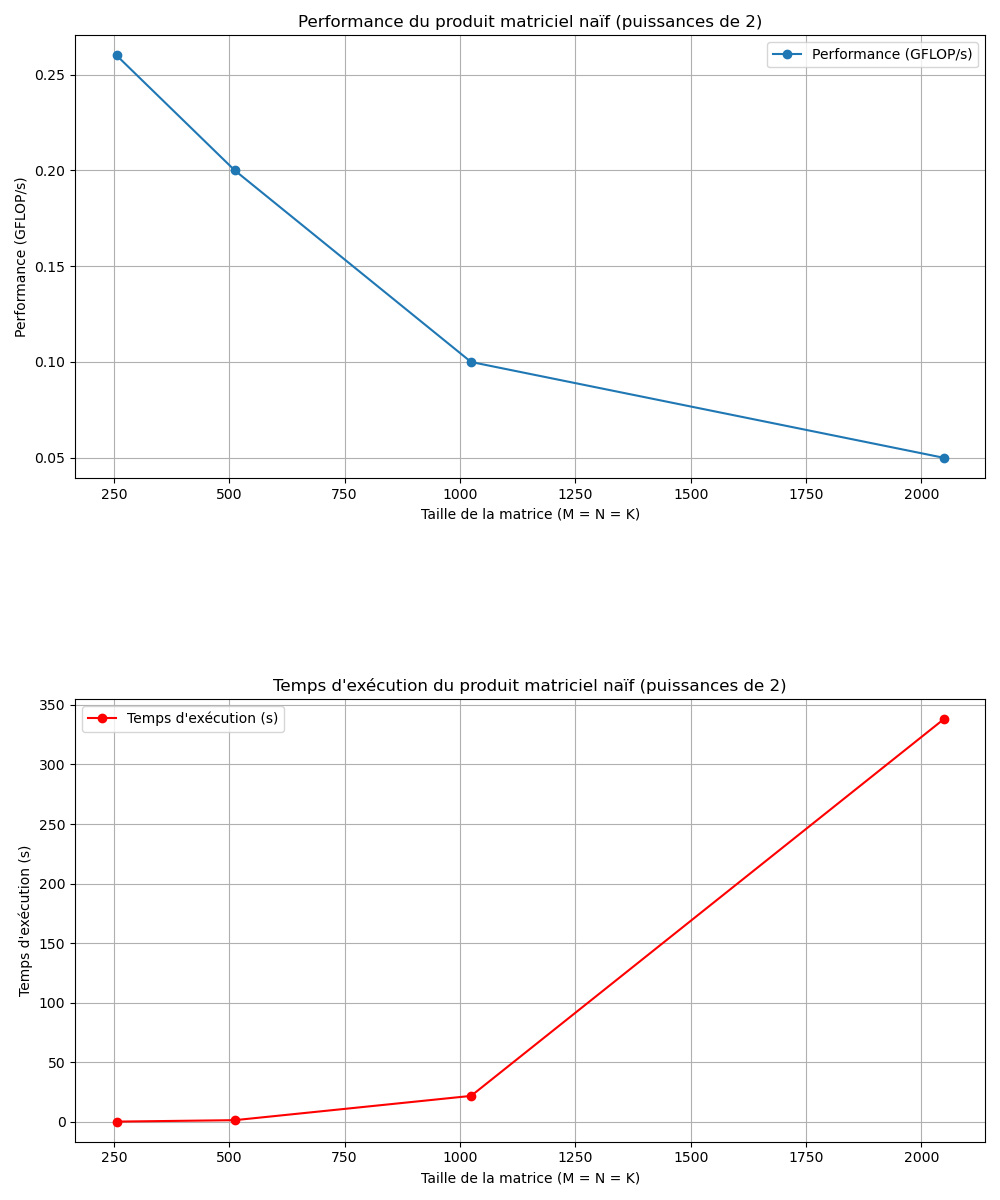 Performance du produit matriciel naïf (puissances de 2)
Performance (GFLOP/s)
Performance (GFLOP/s)
0.25
0.20
0.15
0.10
0.05
250 500 750 1000 1250 1500 1750 2000
Taille de la matrice (M = N = K)
Temps d'exécution du produit matriciel naïf (puissances de 2)
Temps d'exécution (s)
Temps d'exécution (s)
350
300
250
200
150
100
50
0
250 500 750 1000 1250 1500 1750 2000
Taille de la matrice (M = N = K)